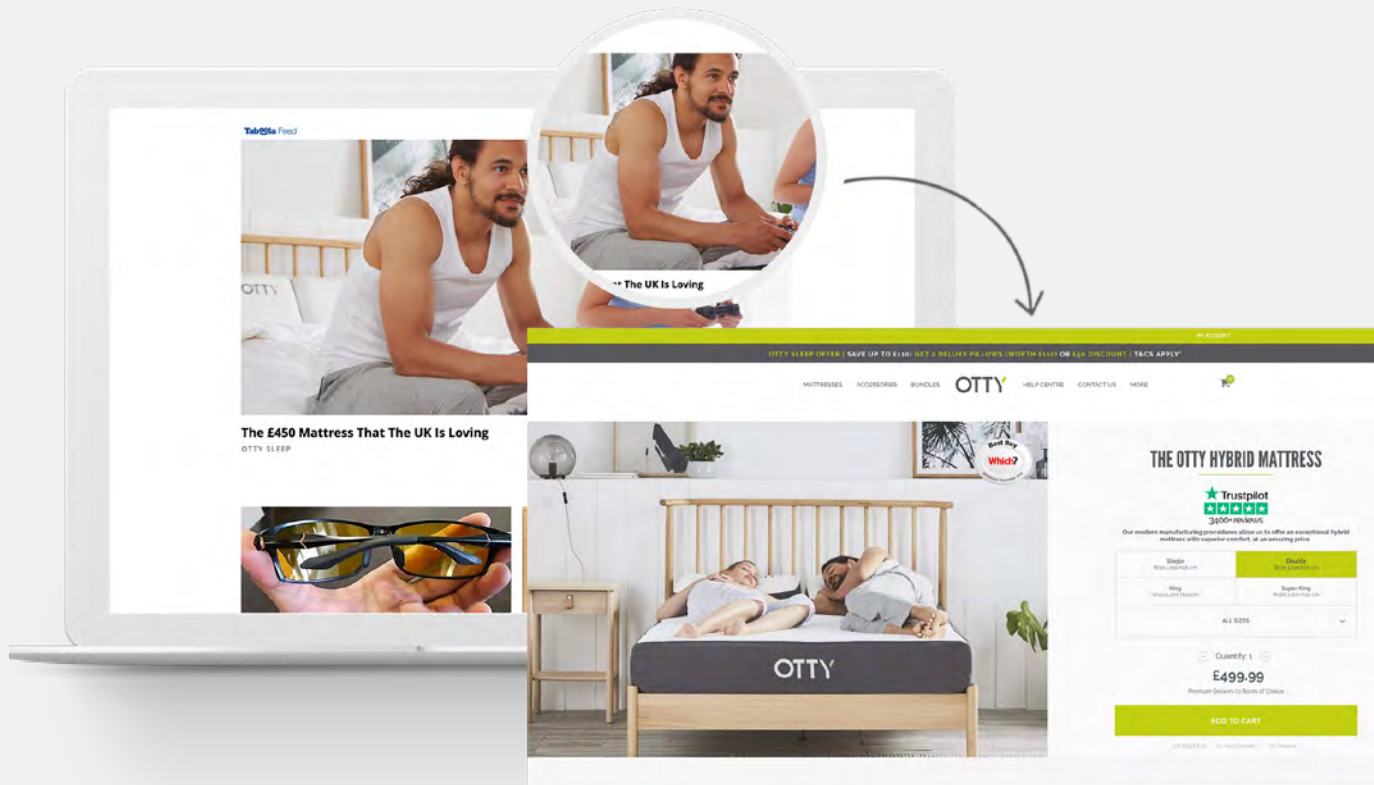 Taboola Feed
OTTY
The £450 Mattress That The UK Is Loving
OTTY SLEEP
The UK Is Loving
MY ACCOUNT
OTTY SLEEP OFFER | SAVE UP TO £110! GET 2 DELUXE PILLOWS (WORTH £110) OR £50 DISCOUNT | T&CS APPLY*
MATTRESSES ACCESSORIES BUNDLES OTTY HELP CENTRE CONTACT US MORE
Best Buy
Which?
THE OTTY HYBRID MATTRESS
Trustpilot
3400+ reviews
Our modern manufacturing procedures allow us to offer an exceptional hybrid
mattress with superior comfort, at an amazing price
Single
Double
King
Super King
ALL SIZES
Quantity: 1
£499.99
Premium Delivery to Room of Choice
ADD TO CART
OTTY